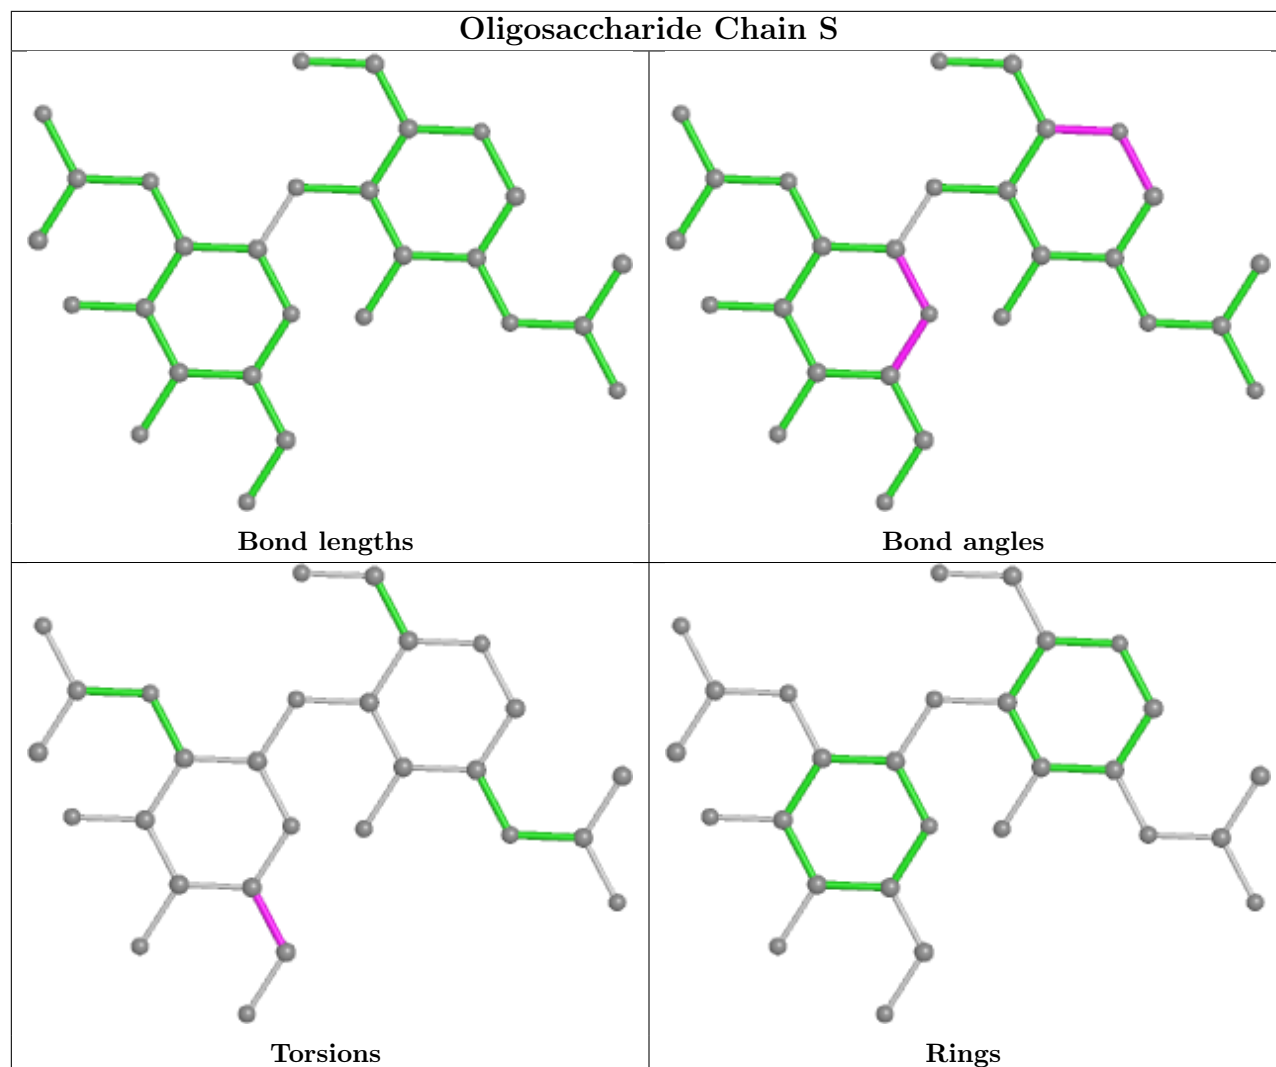 Oligosaccharide Chain S
Bond lengths
Bond angles
Torsions
Rings